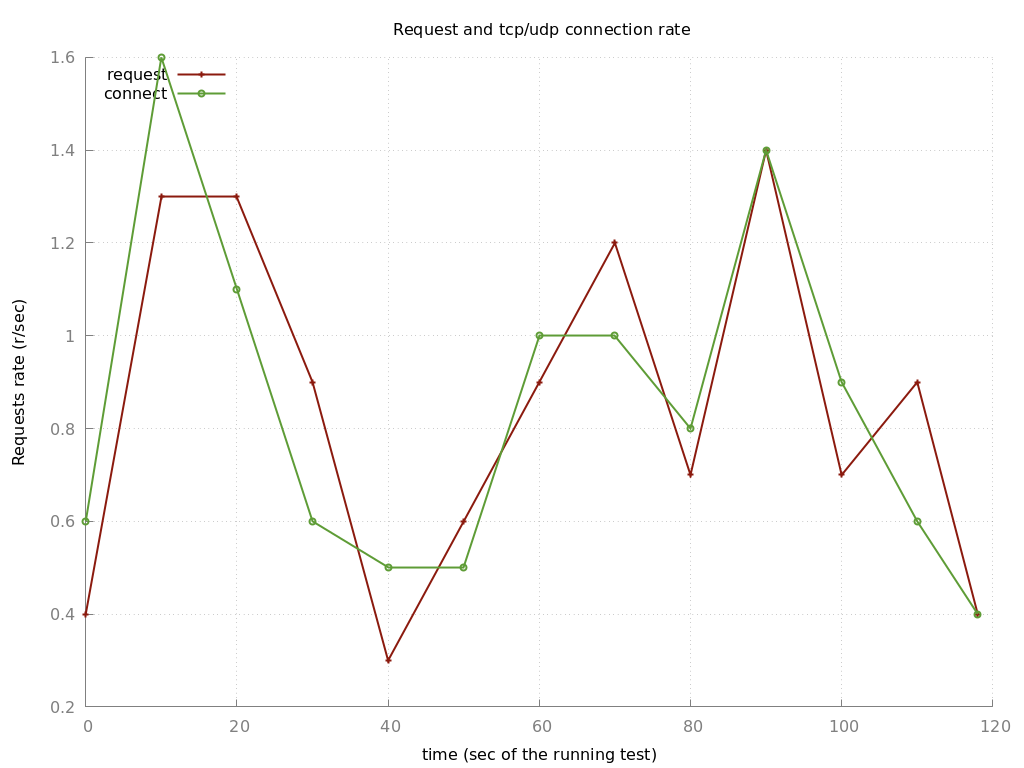 Request and tcp/udp connection rate
1.6
request
connect
1.4
1.2
1
0.8
0.6
0.4
0.2
Requests rate (r/sec)
0 20 40 60 80 100 120
time (sec of the running test)